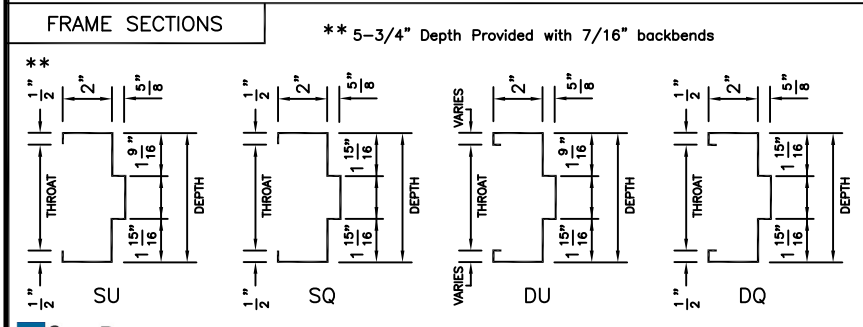 FRAME SECTIONS
** 5-3/4" Depth Provided with 7/16" backbends
**
1/2" 2" 5/8" THROAT 1 9/16" 1 15/16" DEPTH 1/2" SU
1/2" 2" 5/8" THROAT 1 15/16" 1 15/16" DEPTH 1/2" SQ
VARIES 2" 5/8" THROAT 1 9/16" 1 15/16" DEPTH VARIES DU
1/2" 2" 5/8" THROAT 1 15/16" 1 15/16" DEPTH 1/2" DQ